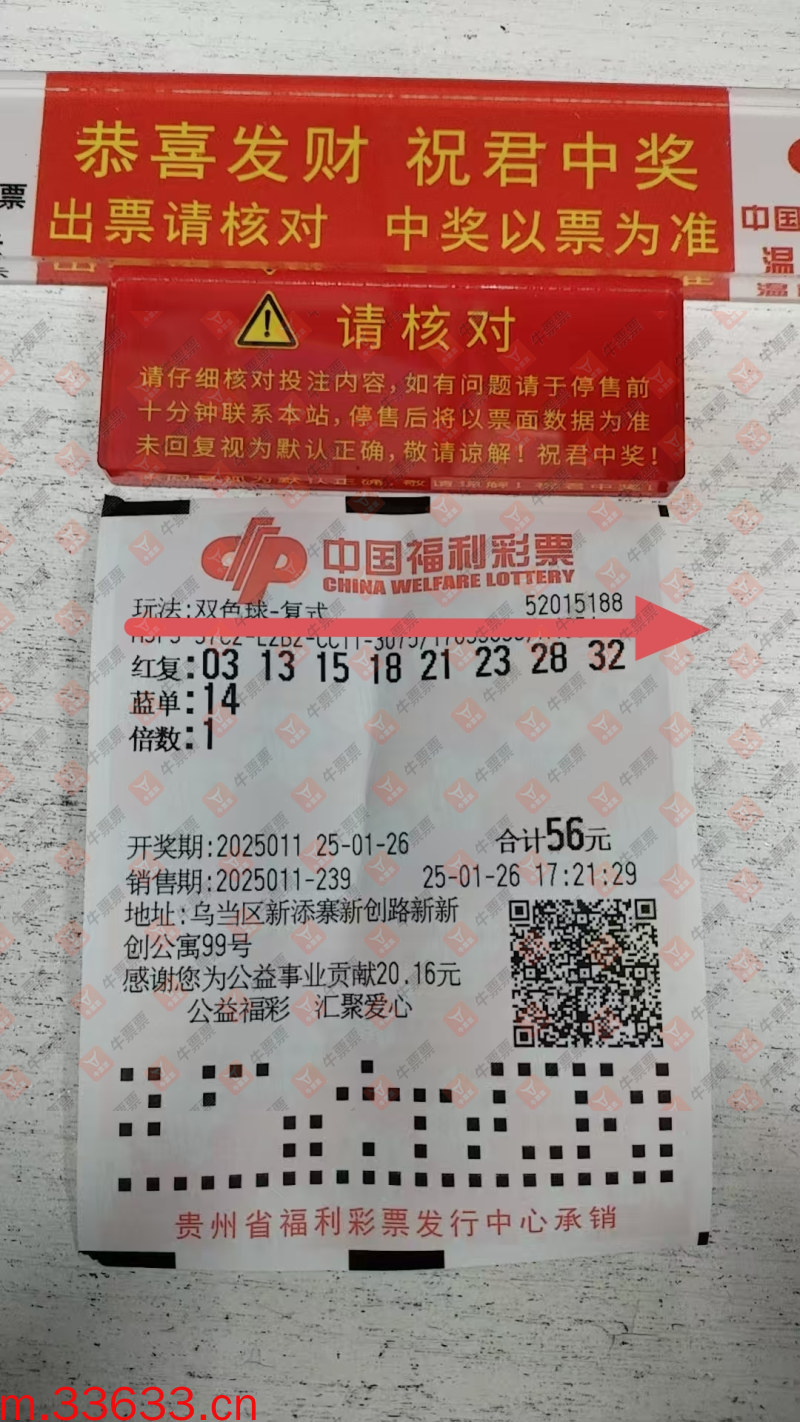 恭喜发财 祝君中奖
出票请核对 中奖以票为准
票
中国
温
请核对
请仔细核对投注内容,如有问题请于停售前
十分钟联系本站,停售后将以票面数据为准
未回复视为默认正确,敬请谅解!祝君中奖!
中国福利彩票
CHINA WELFARE LOTTERY
玩法:双色球-复式 52015188
红复:03 13 15 18 21 23 28 32
蓝单:14
倍数:1
开奖期:2025011 25-01-26 合计56元
销售期:2025011-239 25-01-26 17:21:29
地址:乌当区新添寨新创路新新
创公寓99号
感谢您为公益事业贡献20.16元
公益福彩 汇聚爱心
贵州省福利彩票发行中心承销
牛票票
m.33633.cn